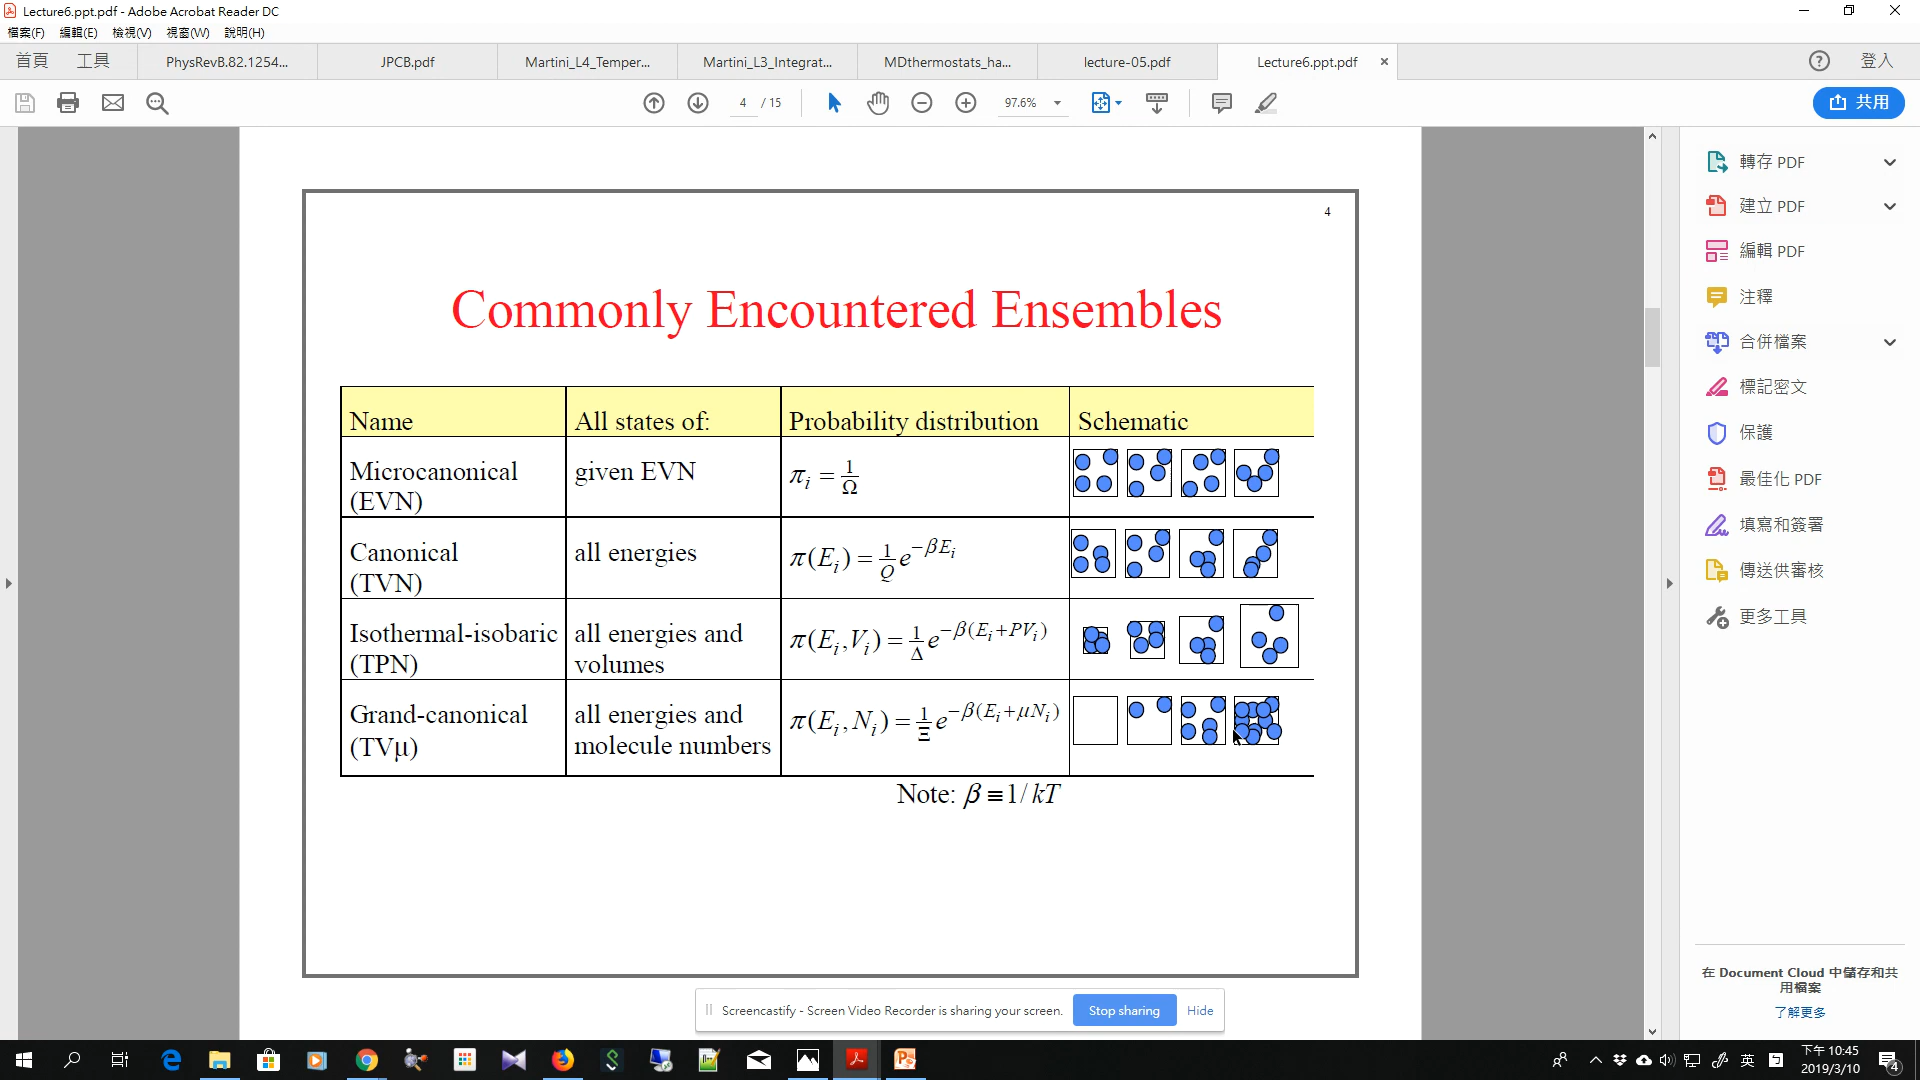 Lecture6.ppt.pdf - Adobe Acrobat Reader DC
檔案(F) 編輯(E) 檢視(V) 視窗(W) 說明(H)
首頁 工具 PhysRevB.82.1254... JPCB.pdf Martini_L4_Temper... Martini_L3_Integrat... MDthermostats_ha... lecture-05.pdf Lecture6.ppt.pdf × 登入
4 / 15 97.6% 共用
4
Commonly Encountered Ensembles
Name All states of: Probability distribution Schematic
Microcanonical (EVN) given EVN π_i = 1/Ω
Canonical (TVN) all energies π(E_i) = 1/Q e^{-βE_i}
Isothermal-isobaric (TPN) all energies and volumes π(E_i,V_i) = 1/Δ e^{-β(E_i+PV_i)}
Grand-canonical (TVμ) all energies and molecule numbers π(E_i,N_i) = 1/Ξ e^{-β(E_i+μN_i)}
Note: β ≡ 1/kT
轉存 PDF
建立 PDF
編輯 PDF
注釋
合併檔案
標記密文
保護
最佳化 PDF
填寫和簽署
傳送供審核
更多工具
在 Document Cloud 中儲存和共
用檔案
了解更多
Screencastify - Screen Video Recorder is sharing your screen. Stop sharing Hide
英 下午 10:45
2019/3/10 4